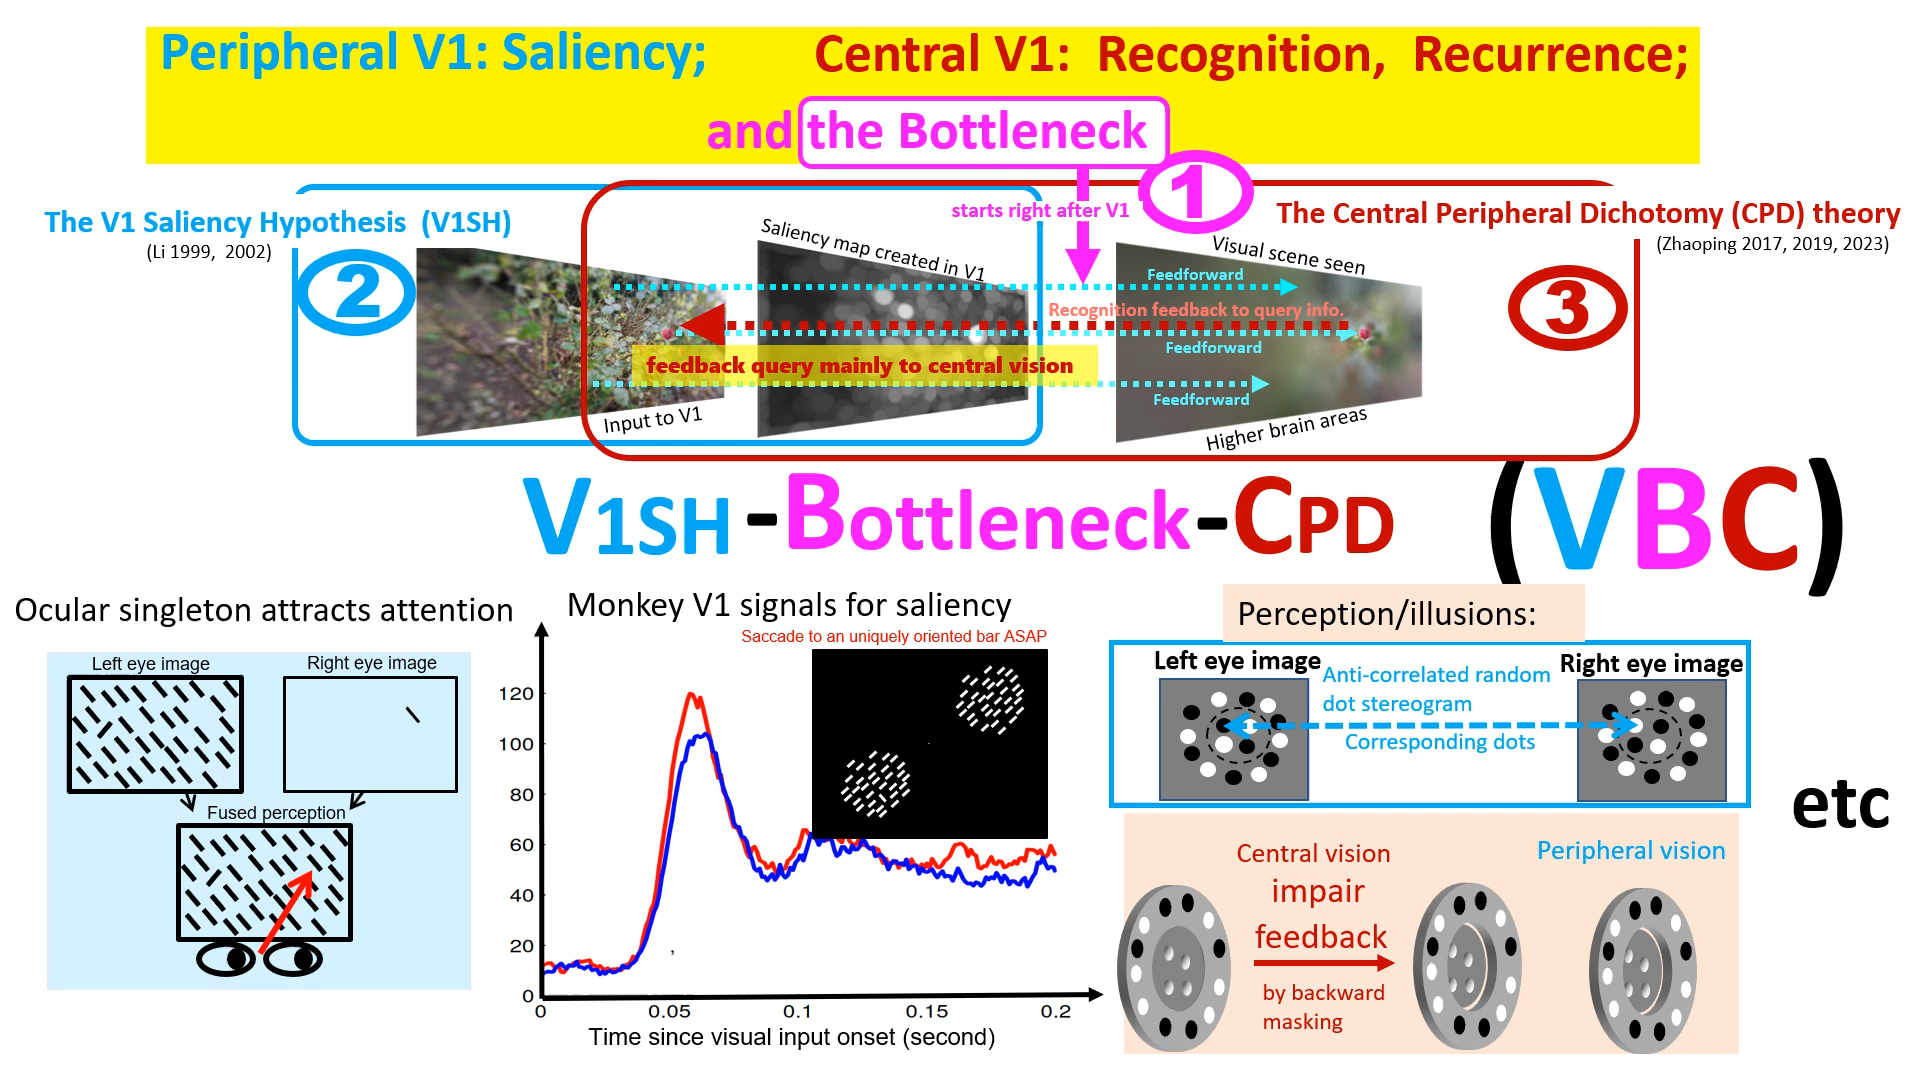 Peripheral V1: Saliency; Central V1: Recognition, Recurrence;
and the Bottleneck
1
starts right after V1
The V1 Saliency Hypothesis (V1SH)
(Li 1999, 2002)
The Central Peripheral Dichotomy (CPD) theory
(Zhaoping 2017, 2019, 2023)
2
3
Saliency map created in V1
Visual scene seen
Feedforward
Recognition feedback to query info.
Feedforward
feedback query mainly to central vision
Feedforward
Input to V1
Higher brain areas
V1SH-Bottleneck-CPD (VBC)
Ocular singleton attracts attention
Left eye image
Right eye image
Fused perception
Monkey V1 signals for saliency
Saccade to an uniquely oriented bar ASAP
120
100
80
60
40
20
0
0 0.05 0.1 0.15 0.2
,
Time since visual input onset (second)
Perception/illusions:
Left eye image
Right eye image
Anti-correlated random
dot stereogram
Corresponding dots
etc
Central vision
impair
feedback
by backward
masking
Peripheral vision